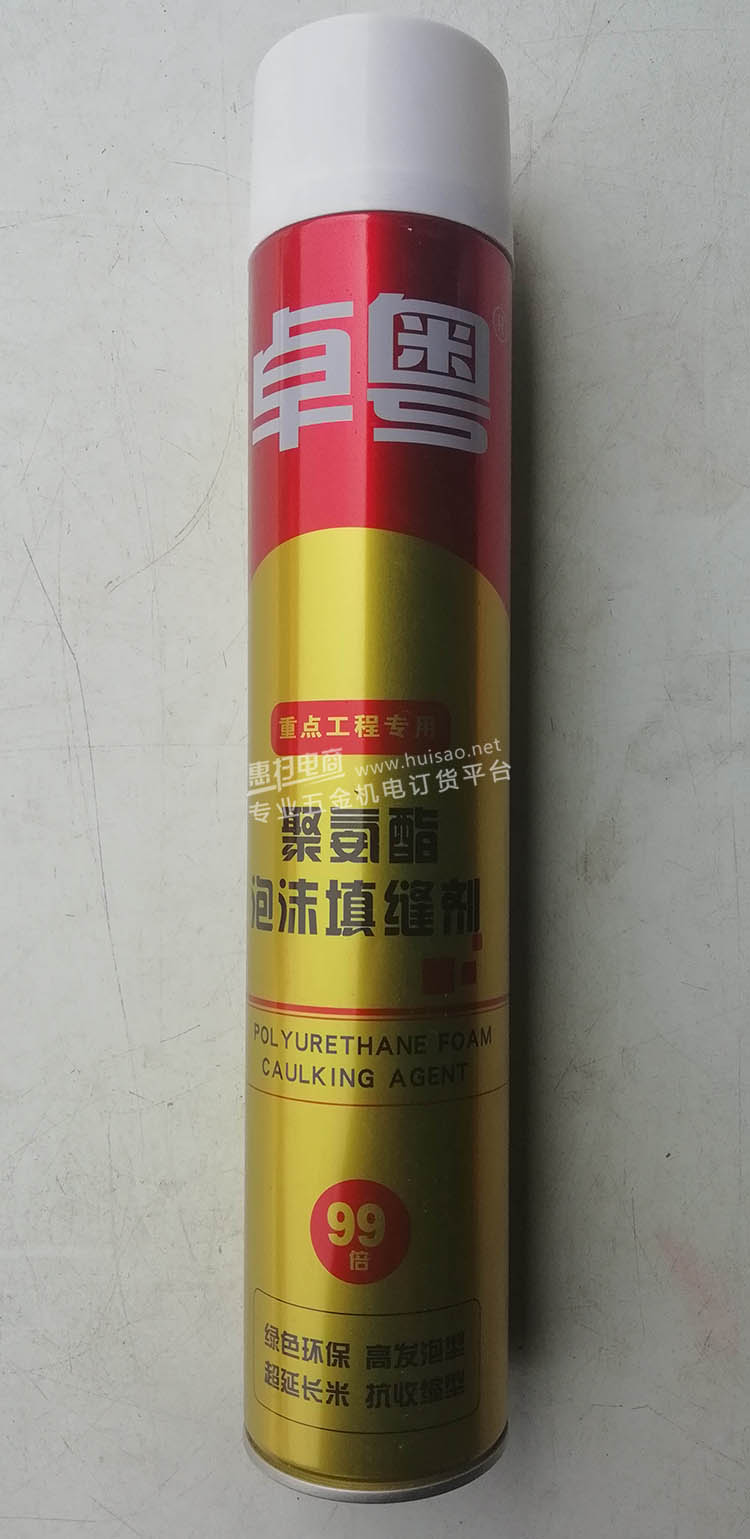 卓粤®
重点工程专用
惠扫电商 www.huisao.net
专业五金机电订货平台
聚氨酯
泡沫填缝剂
POLYURETHANE FOAM
CAULKING AGENT
99
倍
绿色环保 高发泡型
超延长米 抗收缩型